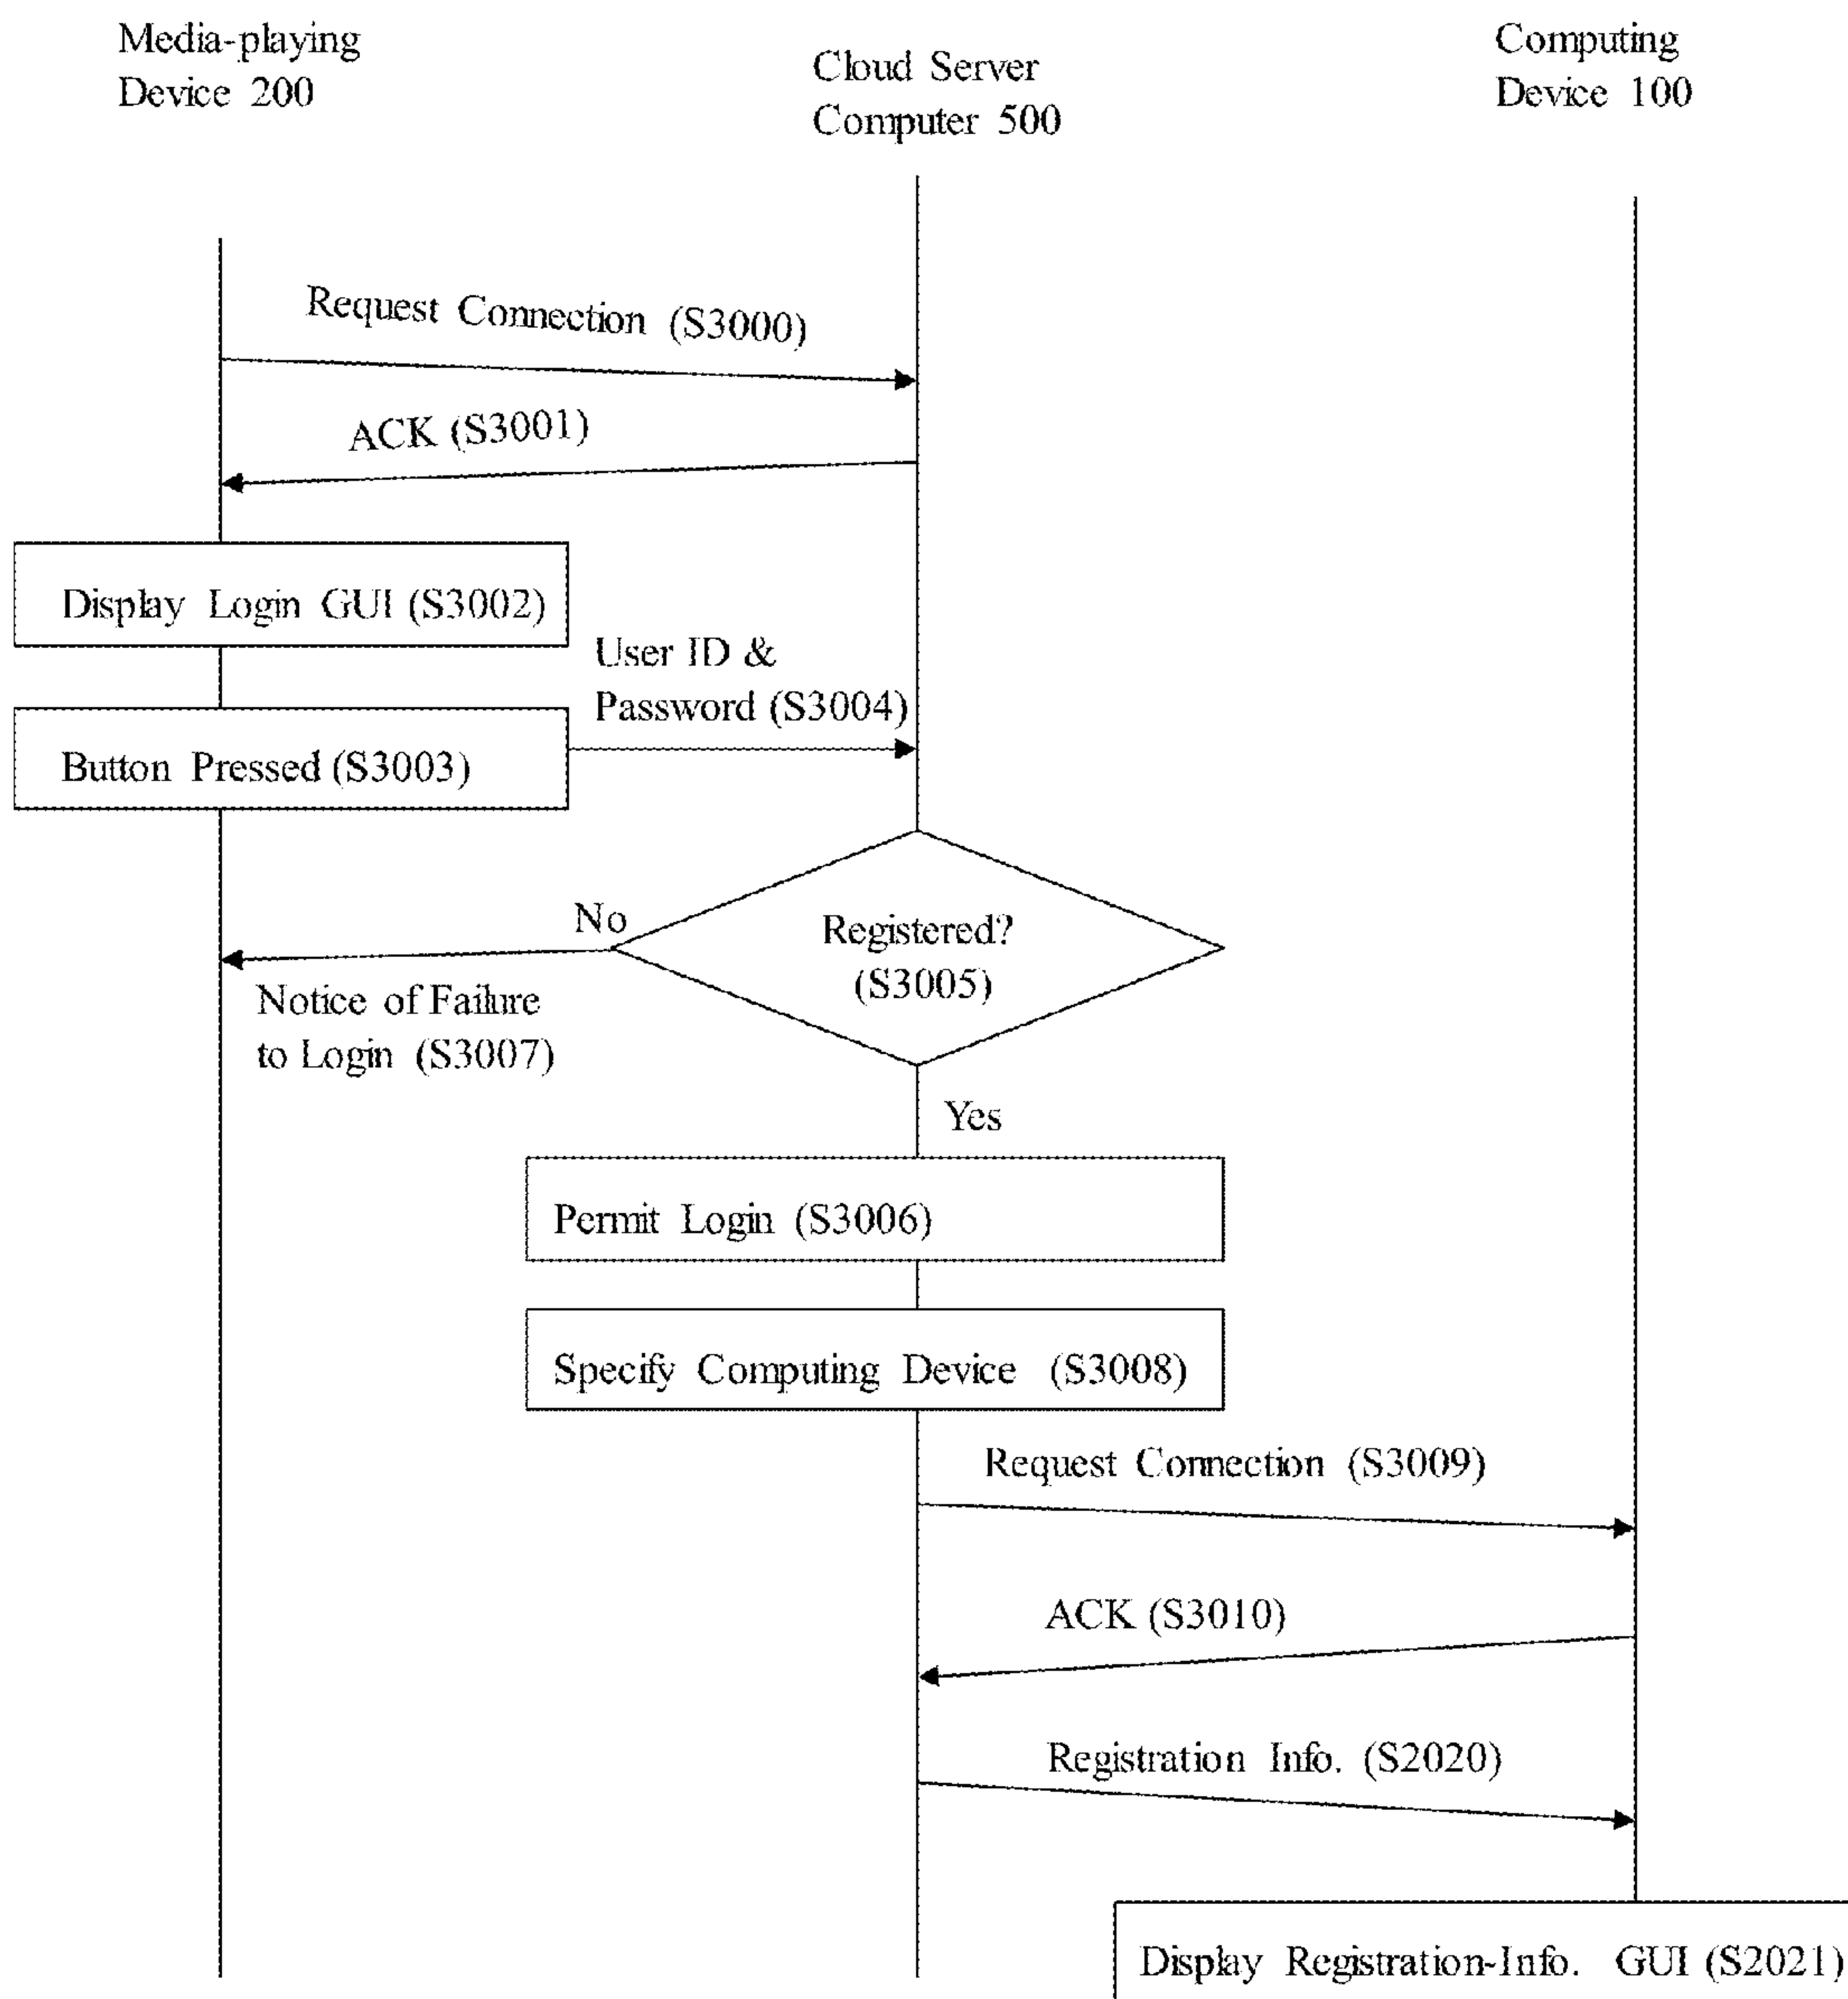 Media-playing
Device 200
Cloud Server
Computer 500
Computing
Device 100
Request Connection (S3000)
ACK (S3001)
Display Login GUI (S3002)
User ID &
Password (S3004)
Button Pressed (S3003)
No
Registered?
(S3005)
Notice of Failure
to Login (S3007)
Yes
Permit Login (S3006)
Specify Computing Device (S3008)
Request Connection (S3009)
ACK (S3010)
Registration Info. (S2020)
Display Registration-Info. GUI (S2021)